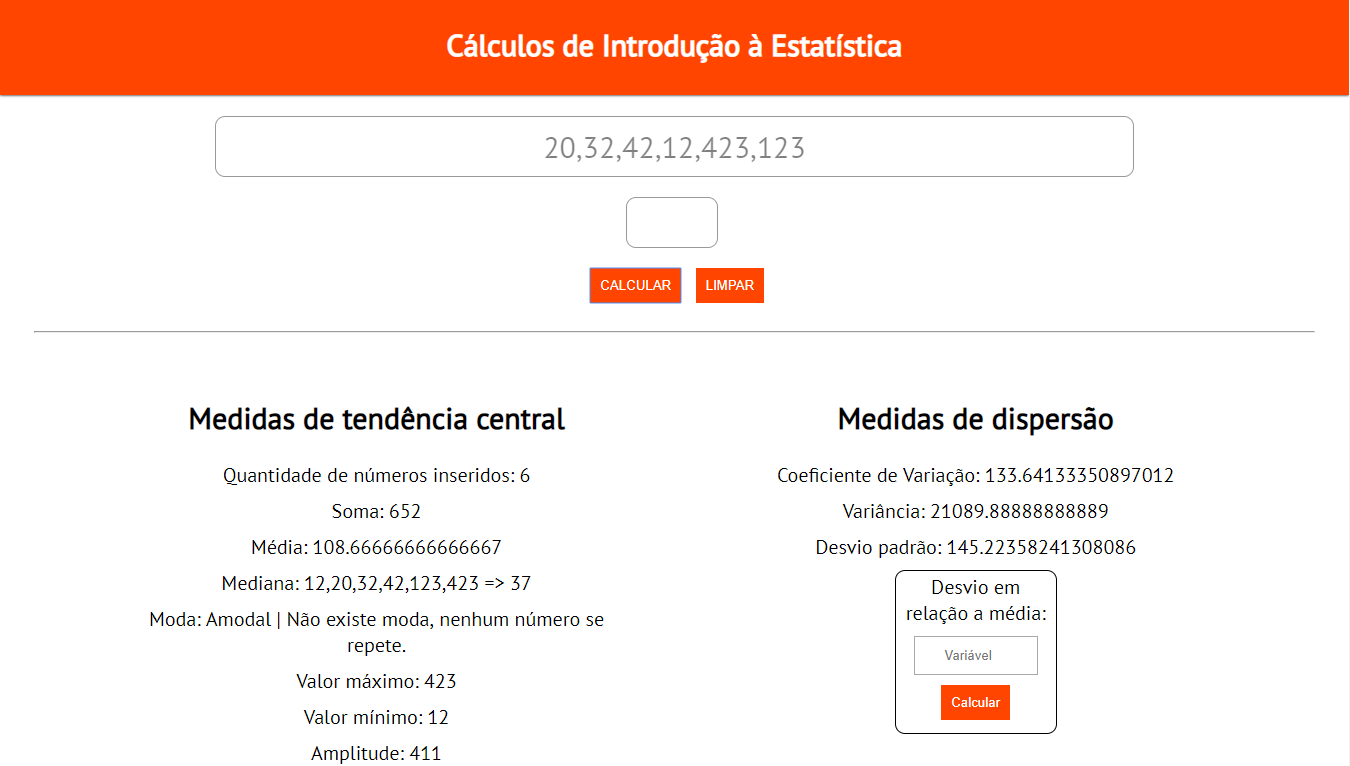 Cálculos de Introdução à Estatística
20,32,42,12,423,123
CALCULAR
LIMPAR
Medidas de tendência central
Quantidade de números inseridos: 6
Soma: 652
Média: 108.66666666666667
Mediana: 12,20,32,42,123,423 => 37
Moda: Amodal | Não existe moda, nenhum número se
repete.
Valor máximo: 423
Valor mínimo: 12
Amplitude: 411
Medidas de dispersão
Coeficiente de Variação: 133.64133350897012
Variância: 21089.88888888889
Desvio padrão: 145.22358241308086
Desvio em
relação a média:
Variável
Calcular